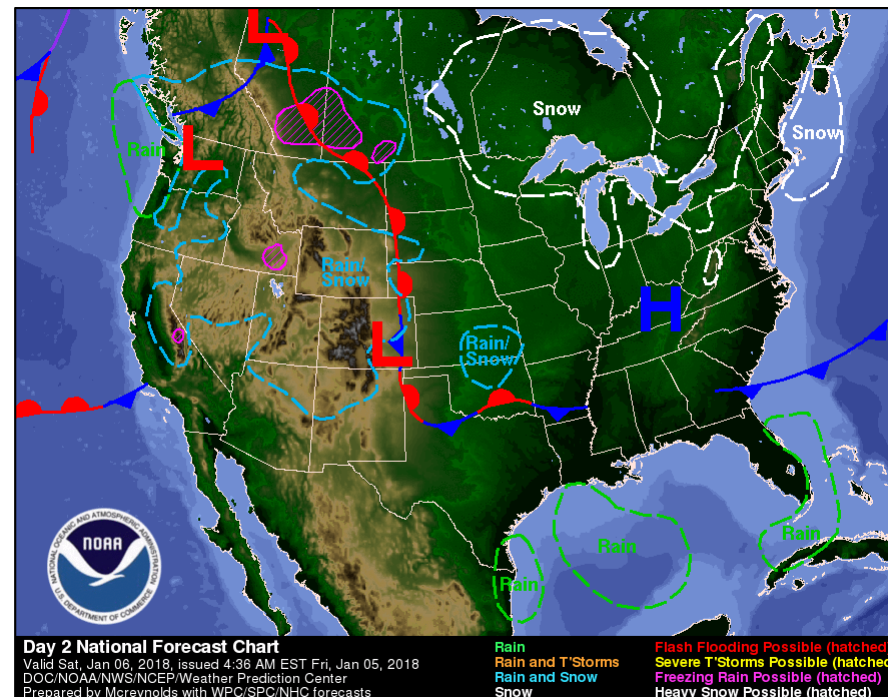 L
Snow
Snow
Rain
L
Rain/
Snow
H
L
Rain/
Snow
Rain
Rain
Rain
NATIONAL OCEANIC AND ATMOSPHERIC ADMINISTRATION
NOAA
U.S. DEPARTMENT OF COMMERCE
Day 2 National Forecast Chart
Valid Sat, Jan 06, 2018, issued 4:36 AM EST Fri, Jan 05, 2018
DOC/NOAA/NWS/NCEP/Weather Prediction Center
Prepared by Mcreynolds with WPC/SPC/NHC forecasts
Rain
Rain and T'Storms
Rain and Snow
Snow
Flash Flooding Possible (hatched)
Severe T'Storms Possible (hatched)
Freezing Rain Possible (hatched)
Heavy Snow Possible (hatched)